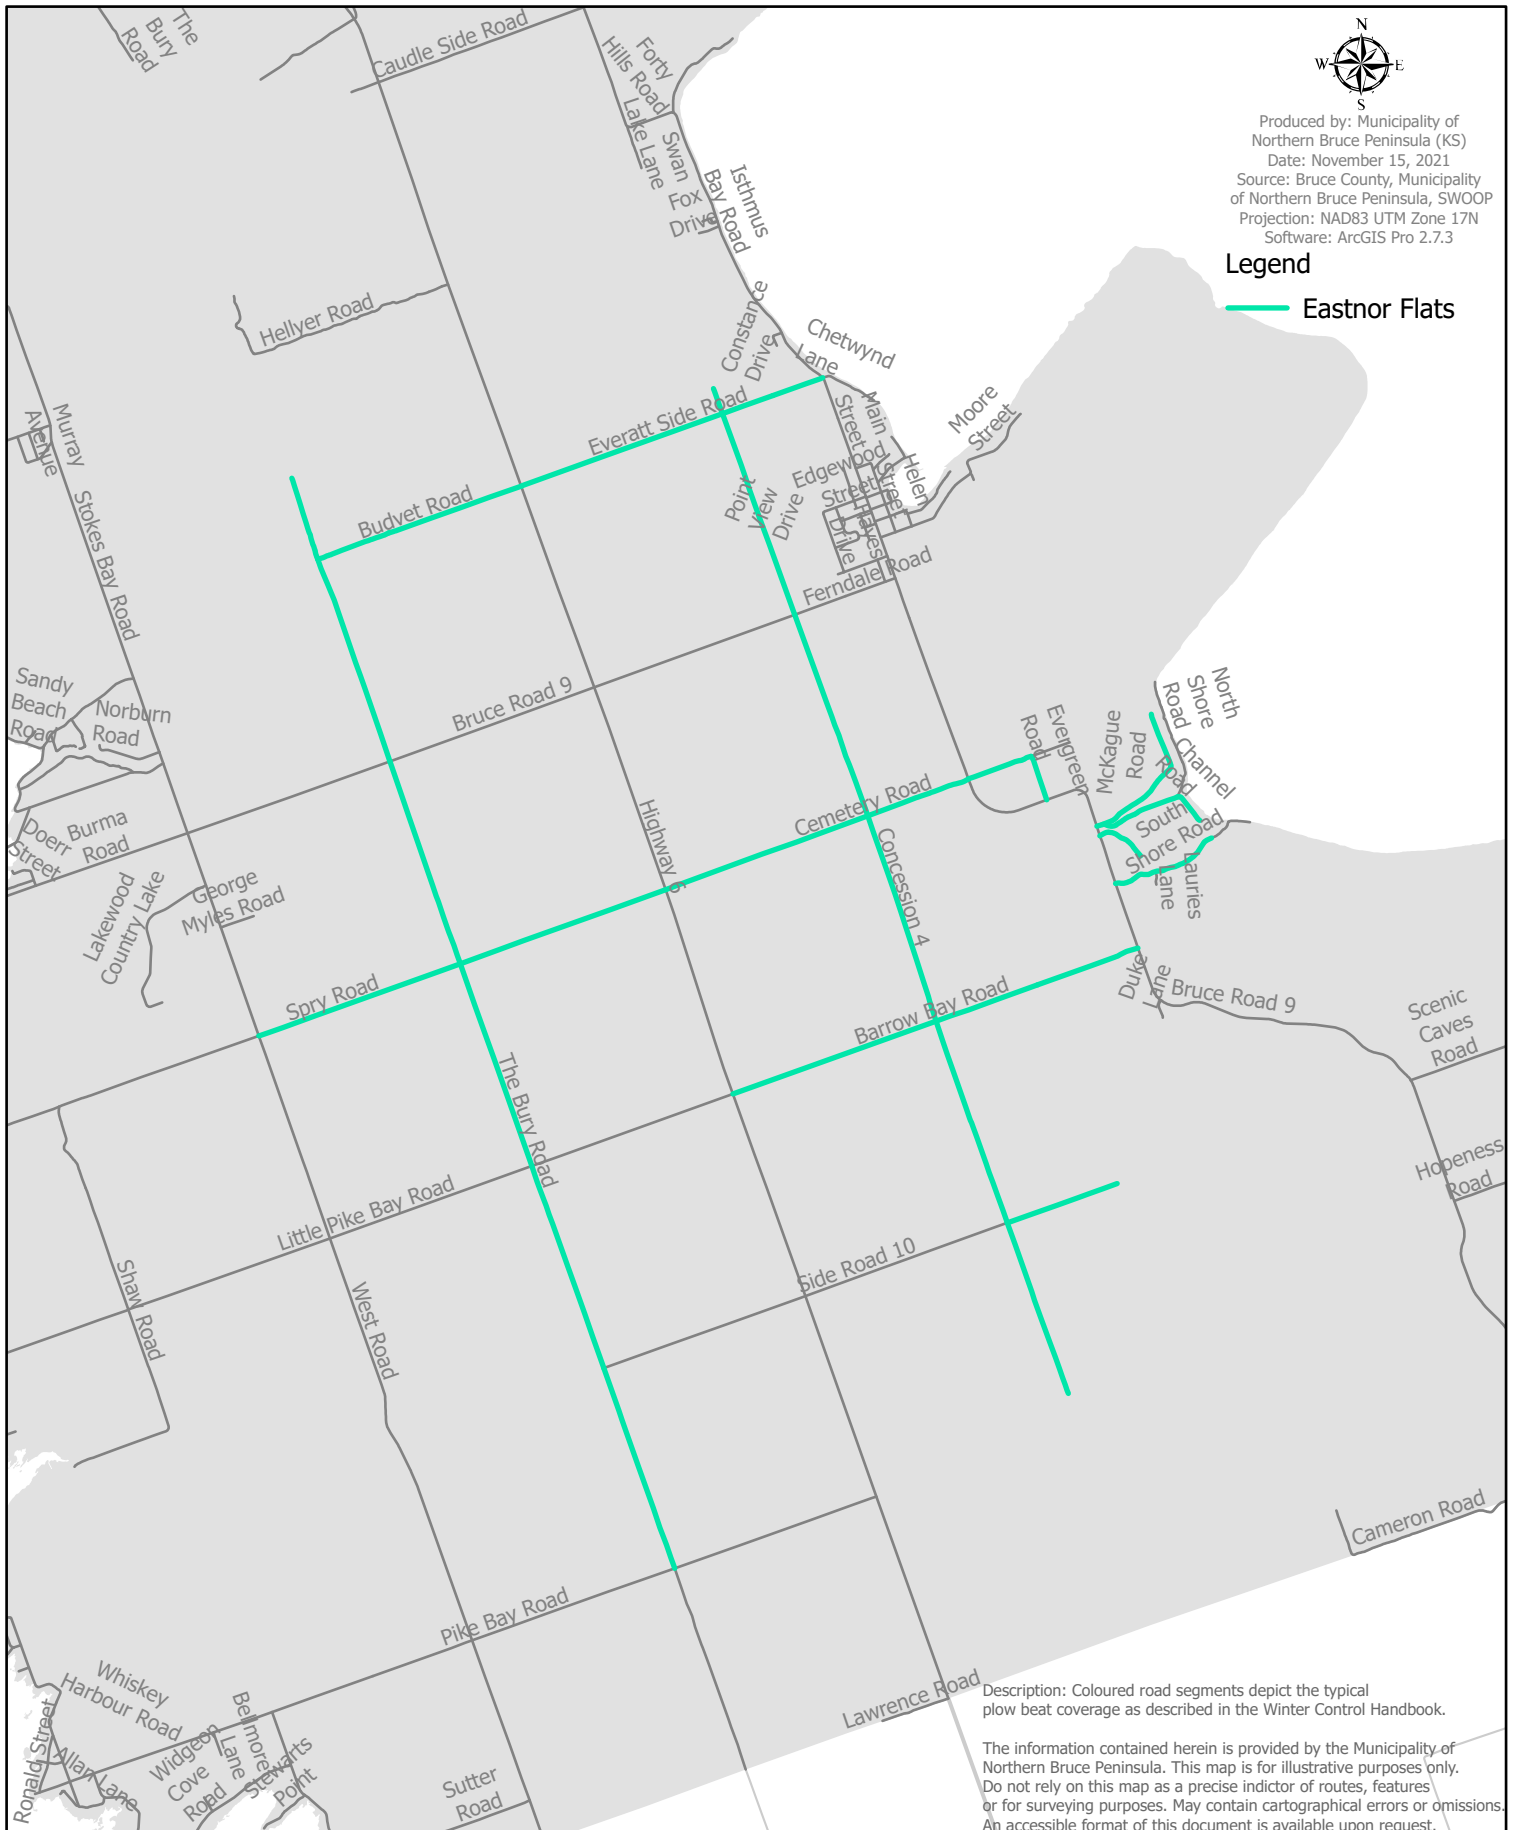 The
Bury
Road
Caudle Side Road
Forty
Hills Road
Lake Lane
Swan
Fox
Drive
Isthmus
Bay Road
N
W
E
S
Produced by: Municipality of
Northern Bruce Peninsula (KS)
Date: November 15, 2021
Source: Bruce County, Municipality
of Northern Bruce Peninsula, SWOOP
Projection: NAD83 UTM Zone 17N
Software: ArcGIS Pro 2.7.3
Legend
Eastnor Flats
Hellyer Road
Constance
Drive
Chetwynd
Lane
Main
Street
Moore
Street
Everatt Side Road
Murray
Avenue
Edgewood
Street
Helen
Street
Hayes
Drive
Point
View
Drive
Budvet Road
Stokes Bay Road
Ferndale Road
Sandy
Beach
Road
Norburn
Road
Bruce Road 9
North
Shore
Road
Evergreen
Road
McKague
Road
Channel
Road
Highway 6
Cemetery Road
South
Shore Road
Lauries
Lane
Burma
Road
Doerr
Street
Concession 4
Lakewood
Country Lake
George
Myles Road
Spry Road
Duke
Lane
Bruce Road 9
Barrow Bay Road
Scenic
Caves
Road
The Bury Road
Hopeness
Road
Little Pike Bay Road
Side Road 10
Shaw Road
West Road
Cameron Road
Pike Bay Road
Whiskey
Harbour Road
Lawrence Road
Ronald Street
Allan Lane
Widgeon
Cove
Road
Bellmore
Lane
Stewarts
Point
Sutter
Road
Description: Coloured road segments depict the typical
plow beat coverage as described in the Winter Control Handbook.
The information contained herein is provided by the Municipality of
Northern Bruce Peninsula. This map is for illustrative purposes only.
Do not rely on this map as a precise indictor of routes, features
or for surveying purposes. May contain cartographical errors or omissions.
An accessible format of this document is available upon request.